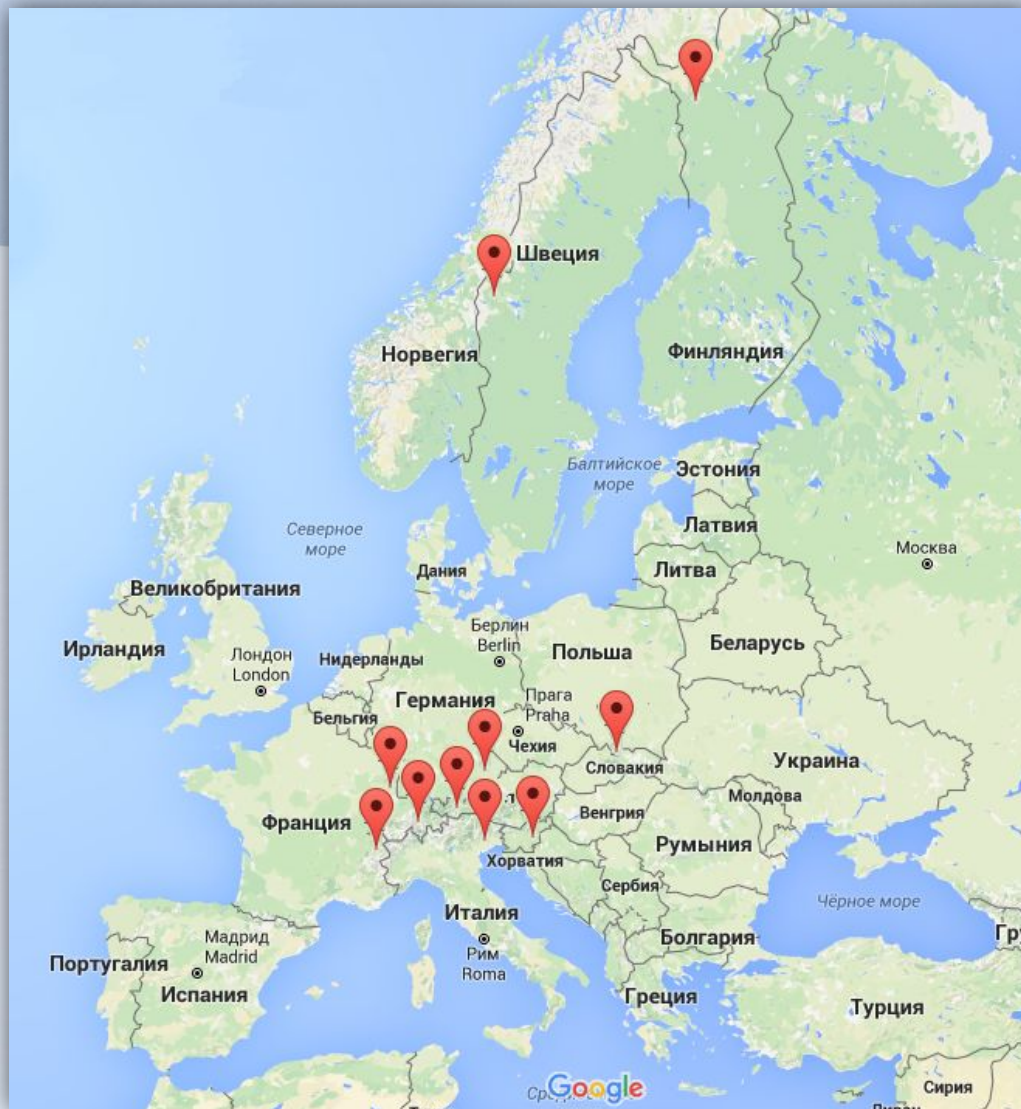 Швеция
Норвегия
Финляндия
Балтийское
море
Эстония
Северное
море
Латвия
Москва
Дания
Литва
Великобритания
Ирландия
Берлин
Berlin
Польша
Беларусь
Лондон
London
Нидерланды
Германия
Прага
Praha
Бельгия
Чехия
Словакия
Украина
Молдова
Венгрия
Франция
Румыния
Хорватия
Сербия
Чёрное море
Италия
Мадрид
Madrid
Болгария
Рим
Roma
Португалия
Испания
Греция
Турция
Сирия
Google